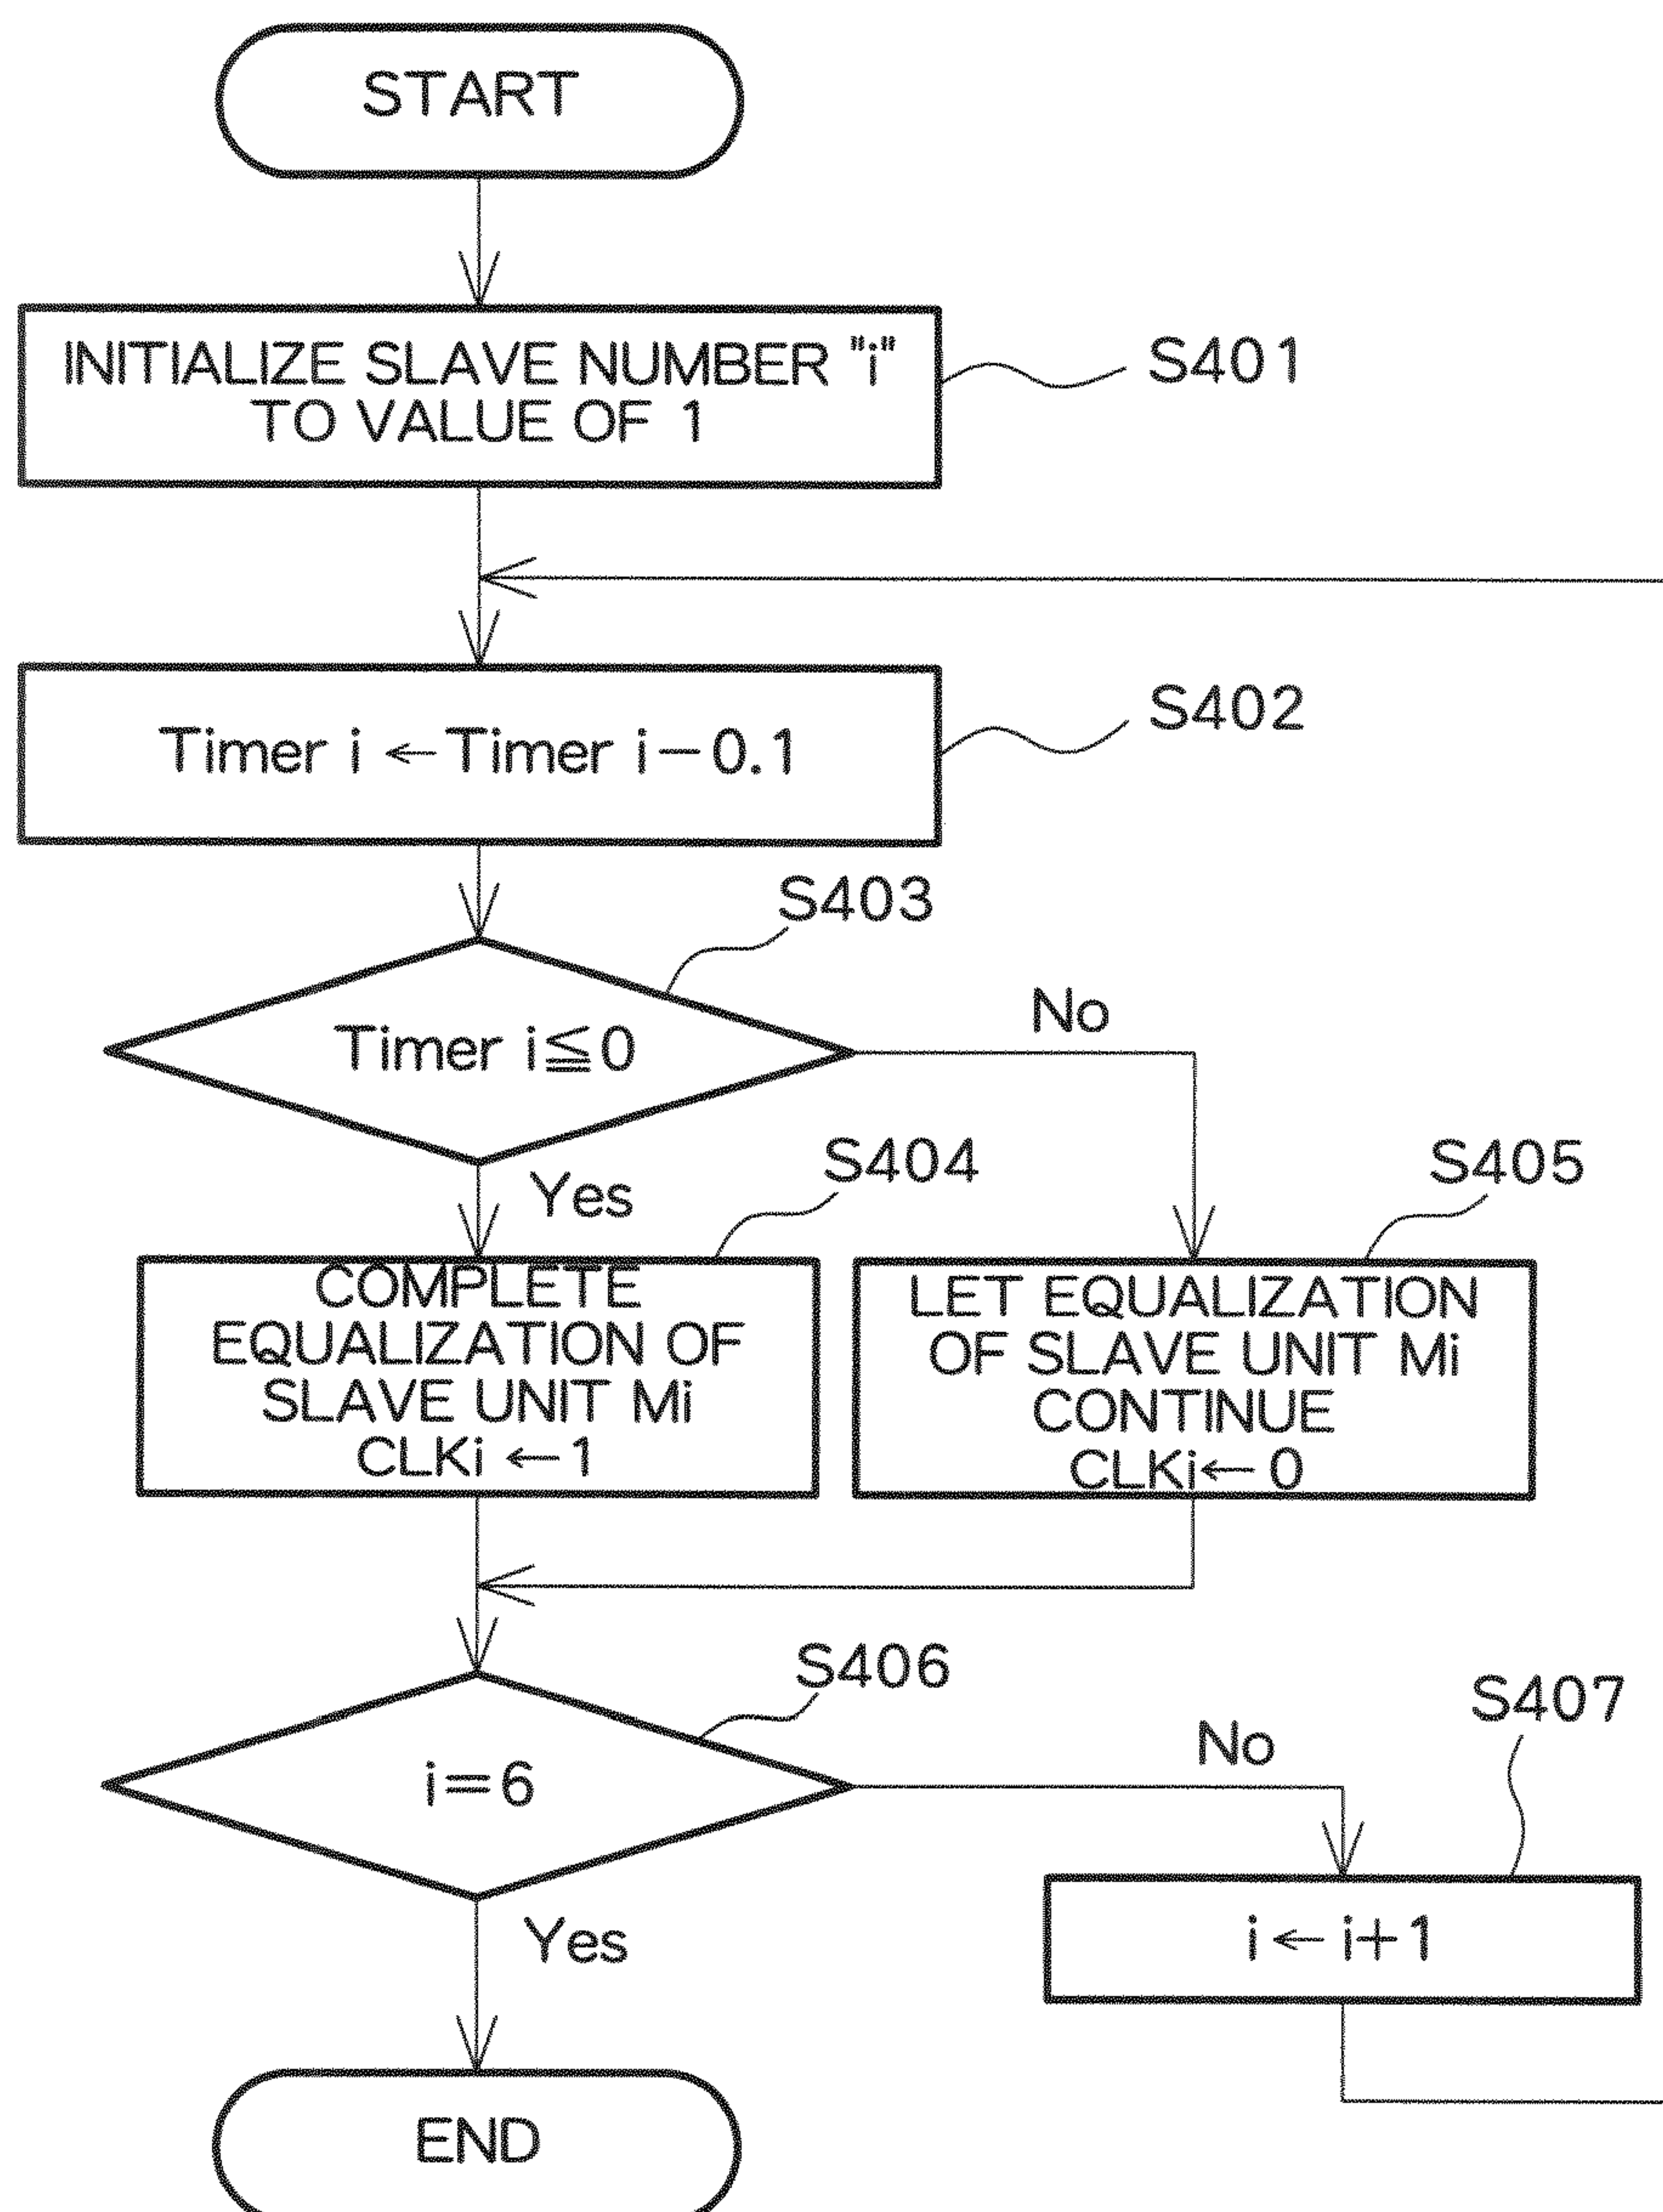 START
INITIALIZE SLAVE NUMBER "i"
TO VALUE OF 1
S401
Timer i ← Timer i − 0.1
S402
S403
Timer i ≦ 0
No
Yes
S404
S405
COMPLETE
EQUALIZATION OF
SLAVE UNIT Mi
CLKi ← 1
LET EQUALIZATION
OF SLAVE UNIT Mi
CONTINUE
CLKi ← 0
S406
i=6
No
S407
Yes
i ← i+1
END